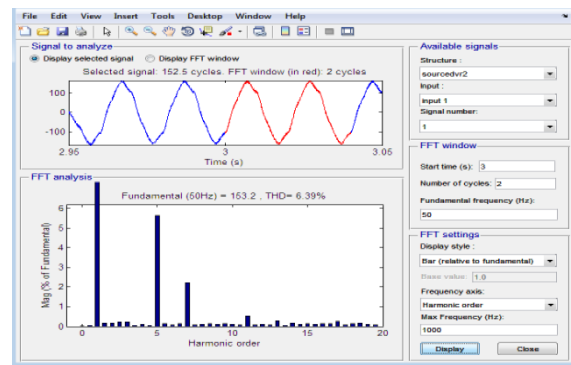 File Edit View Insert Tools Desktop Window Help
Signal to analyze
Display selected signal Display FFT window
Selected signal: 152.5 cycles. FFT window (in red): 2 cycles
100
0
-100
2.95 3 3.05
Time (s)
FFT analysis
Fundamental (50Hz) = 153.2 , THD= 6.39%
6
5
4
3
2
1
0
Mag (% of Fundamental)
0 5 10 15 20
Harmonic order
Available signals
Structure :
sourcedvr2
Input :
input 1
Signal number:
1
FFT window
Start time (s): 3
Number of cycles: 2
Fundamental frequency (Hz):
50
FFT settings
Display style :
Bar (relative to fundamental)
Base value: 1.0
Frequency axis:
Harmonic order
Max Frequency (Hz):
1000
Display Close